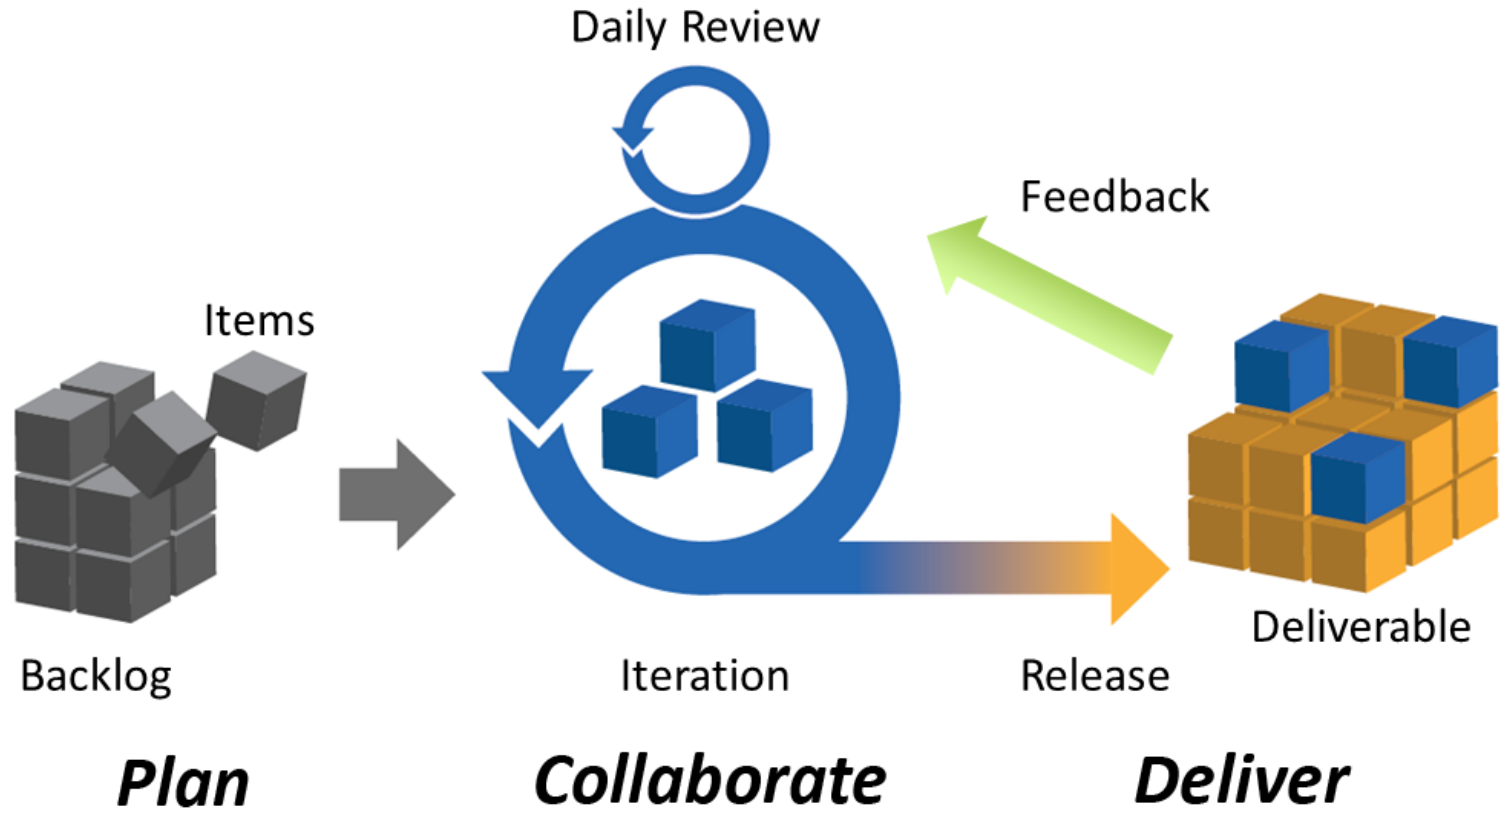 Daily Review
Feedback
Items
Deliverable
Backlog
Iteration
Release
Plan
Collaborate
Deliver